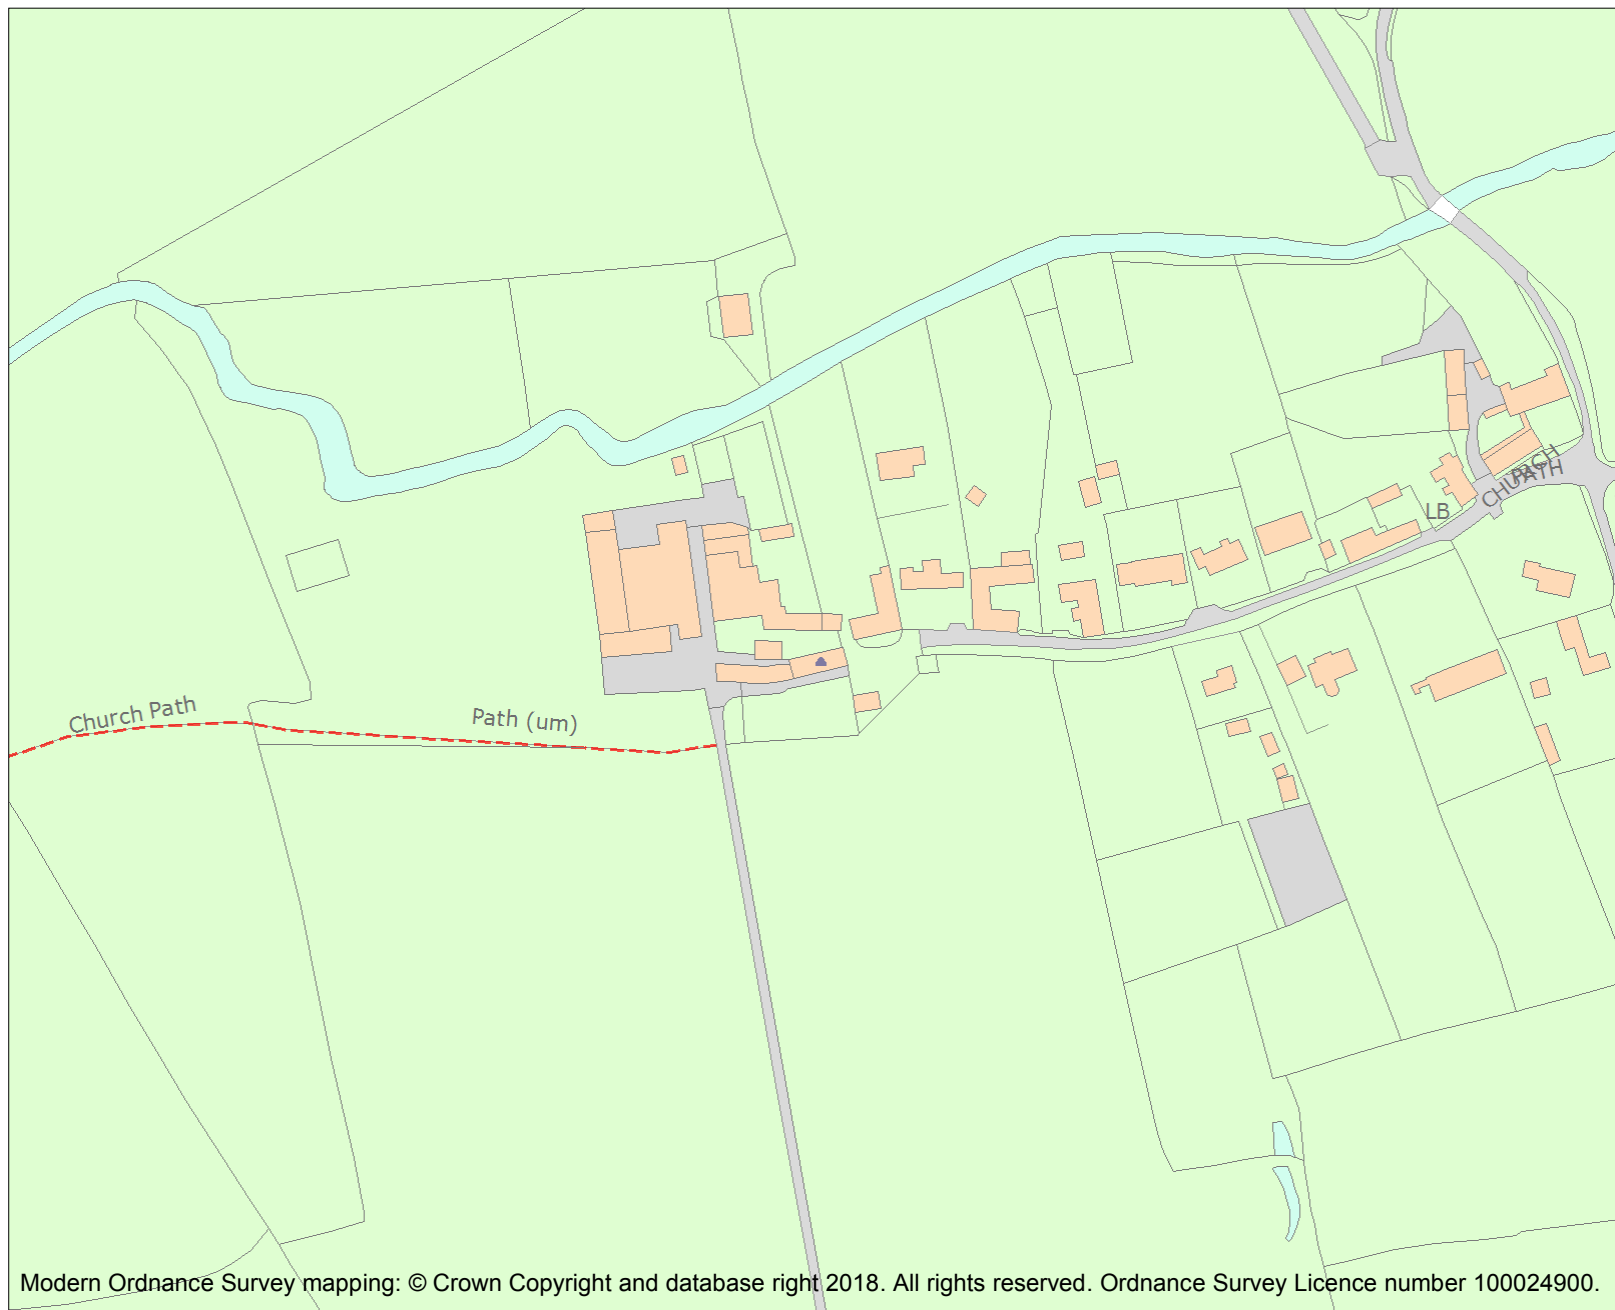 CHURCH
PATH
LB
Church Path
Path (um)
Modern Ordnance Survey mapping: © Crown Copyright and database right 2018. All rights reserved. Ordnance Survey Licence number 100024900.